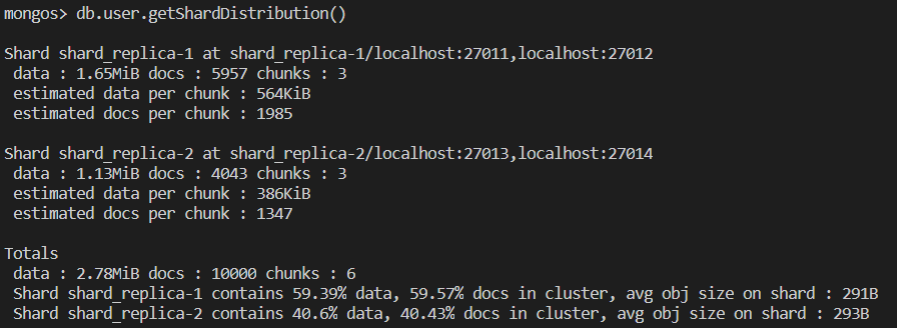 mongos> db.user.getShardDistribution()
Shard shard_replica-1 at shard_replica-1/localhost:27011,localhost:27012
data : 1.65MiB docs : 5957 chunks : 3
estimated data per chunk : 564KiB
estimated docs per chunk : 1985
Shard shard_replica-2 at shard_replica-2/localhost:27013,localhost:27014
data : 1.13MiB docs : 4043 chunks : 3
estimated data per chunk : 386KiB
estimated docs per chunk : 1347
Totals
data : 2.78MiB docs : 10000 chunks : 6
Shard shard_replica-1 contains 59.39% data, 59.57% docs in cluster, avg obj size on shard : 291B
Shard shard_replica-2 contains 40.6% data, 40.43% docs in cluster, avg obj size on shard : 293B